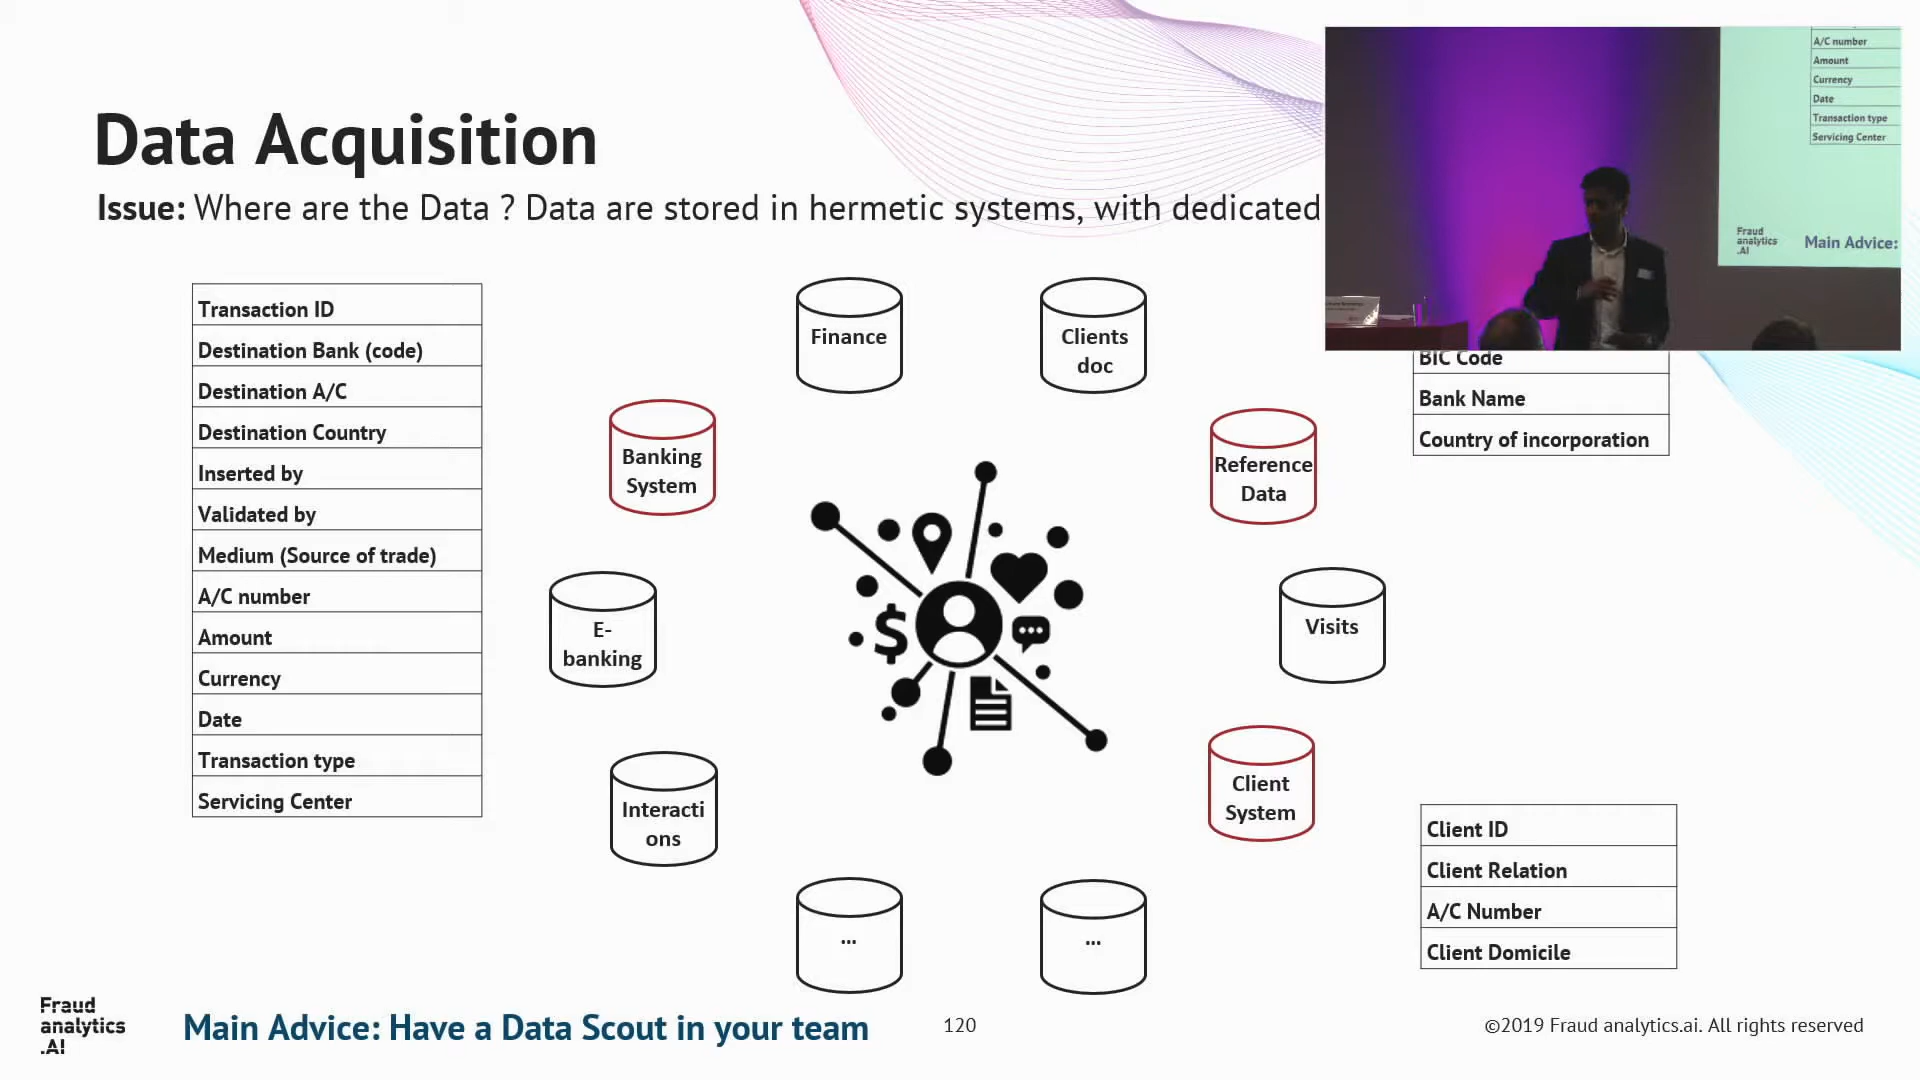 Data Acquisition
Issue: Where are the Data ? Data are stored in hermetic systems, with dedicated
Transaction ID
Destination Bank (code)
Destination A/C
Destination Country
Inserted by
Validated by
Medium (Source of trade)
A/C number
Amount
Currency
Date
Transaction type
Servicing Center
Finance
Clients
doc
Banking
System
Reference
Data
E-
banking
Visits
Interacti
ons
Client
System
...
...
BIC Code
Bank Name
Country of incorporation
Client ID
Client Relation
A/C Number
Client Domicile
A/C number
Amount
Currency
Date
Transaction type
Servicing Center
Fraud
analytics
.AI
Main Advice:
Fraud
analytics
.AI
Main Advice: Have a Data Scout in your team
120
©2019 Fraud analytics.ai. All rights reserved